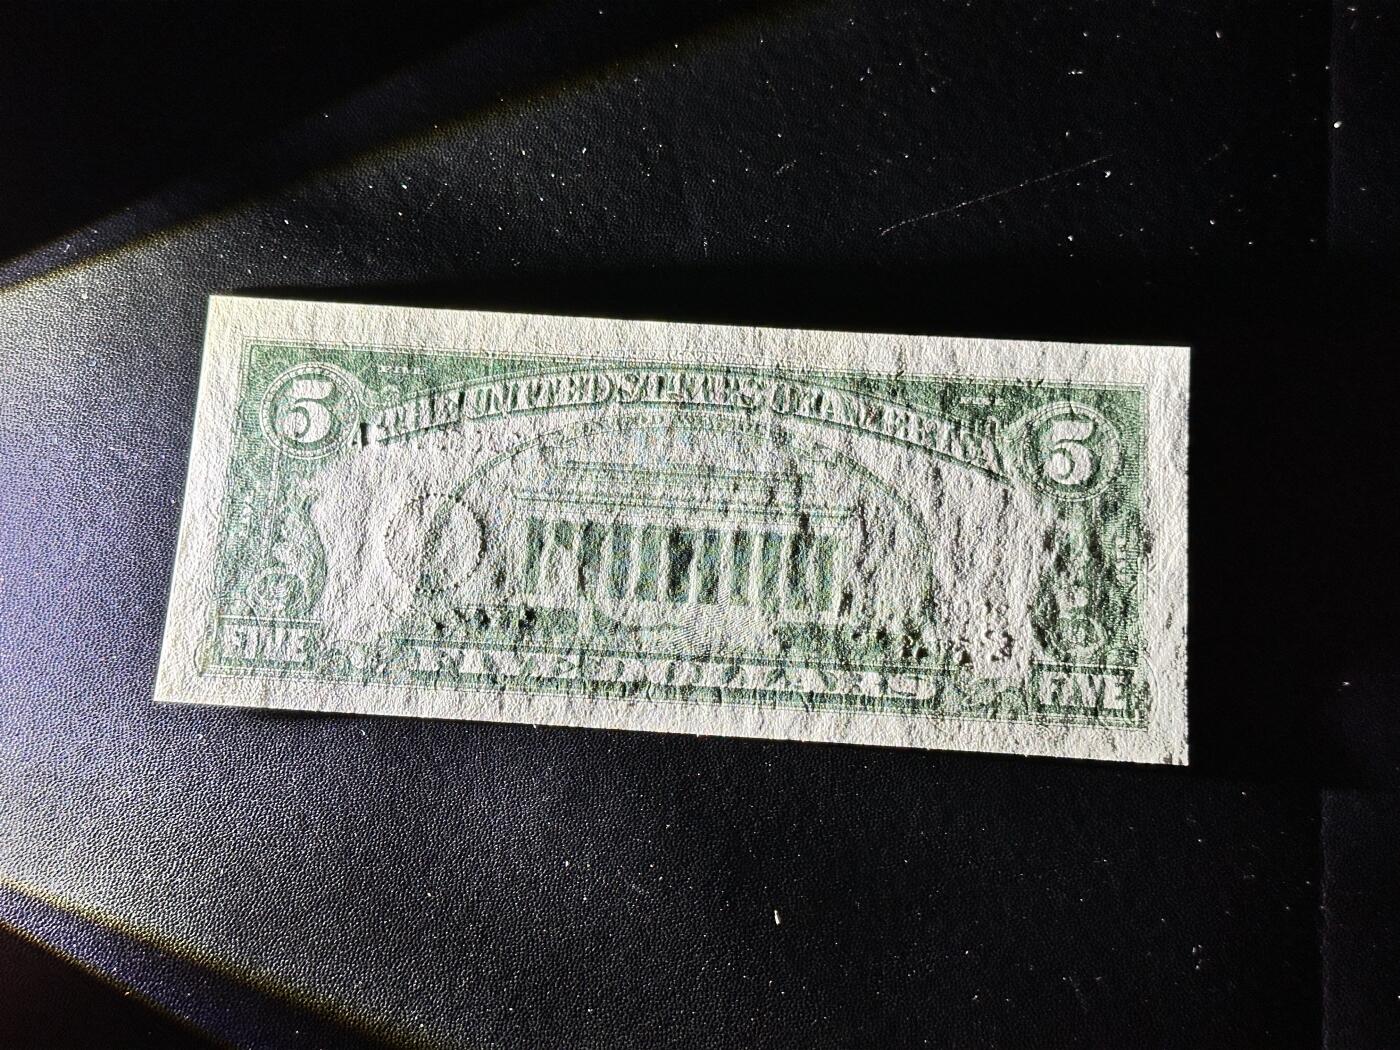 5 5
THE UNITED STATES OF AMERICA
FIVE FIVE
FIVE DOLLARS